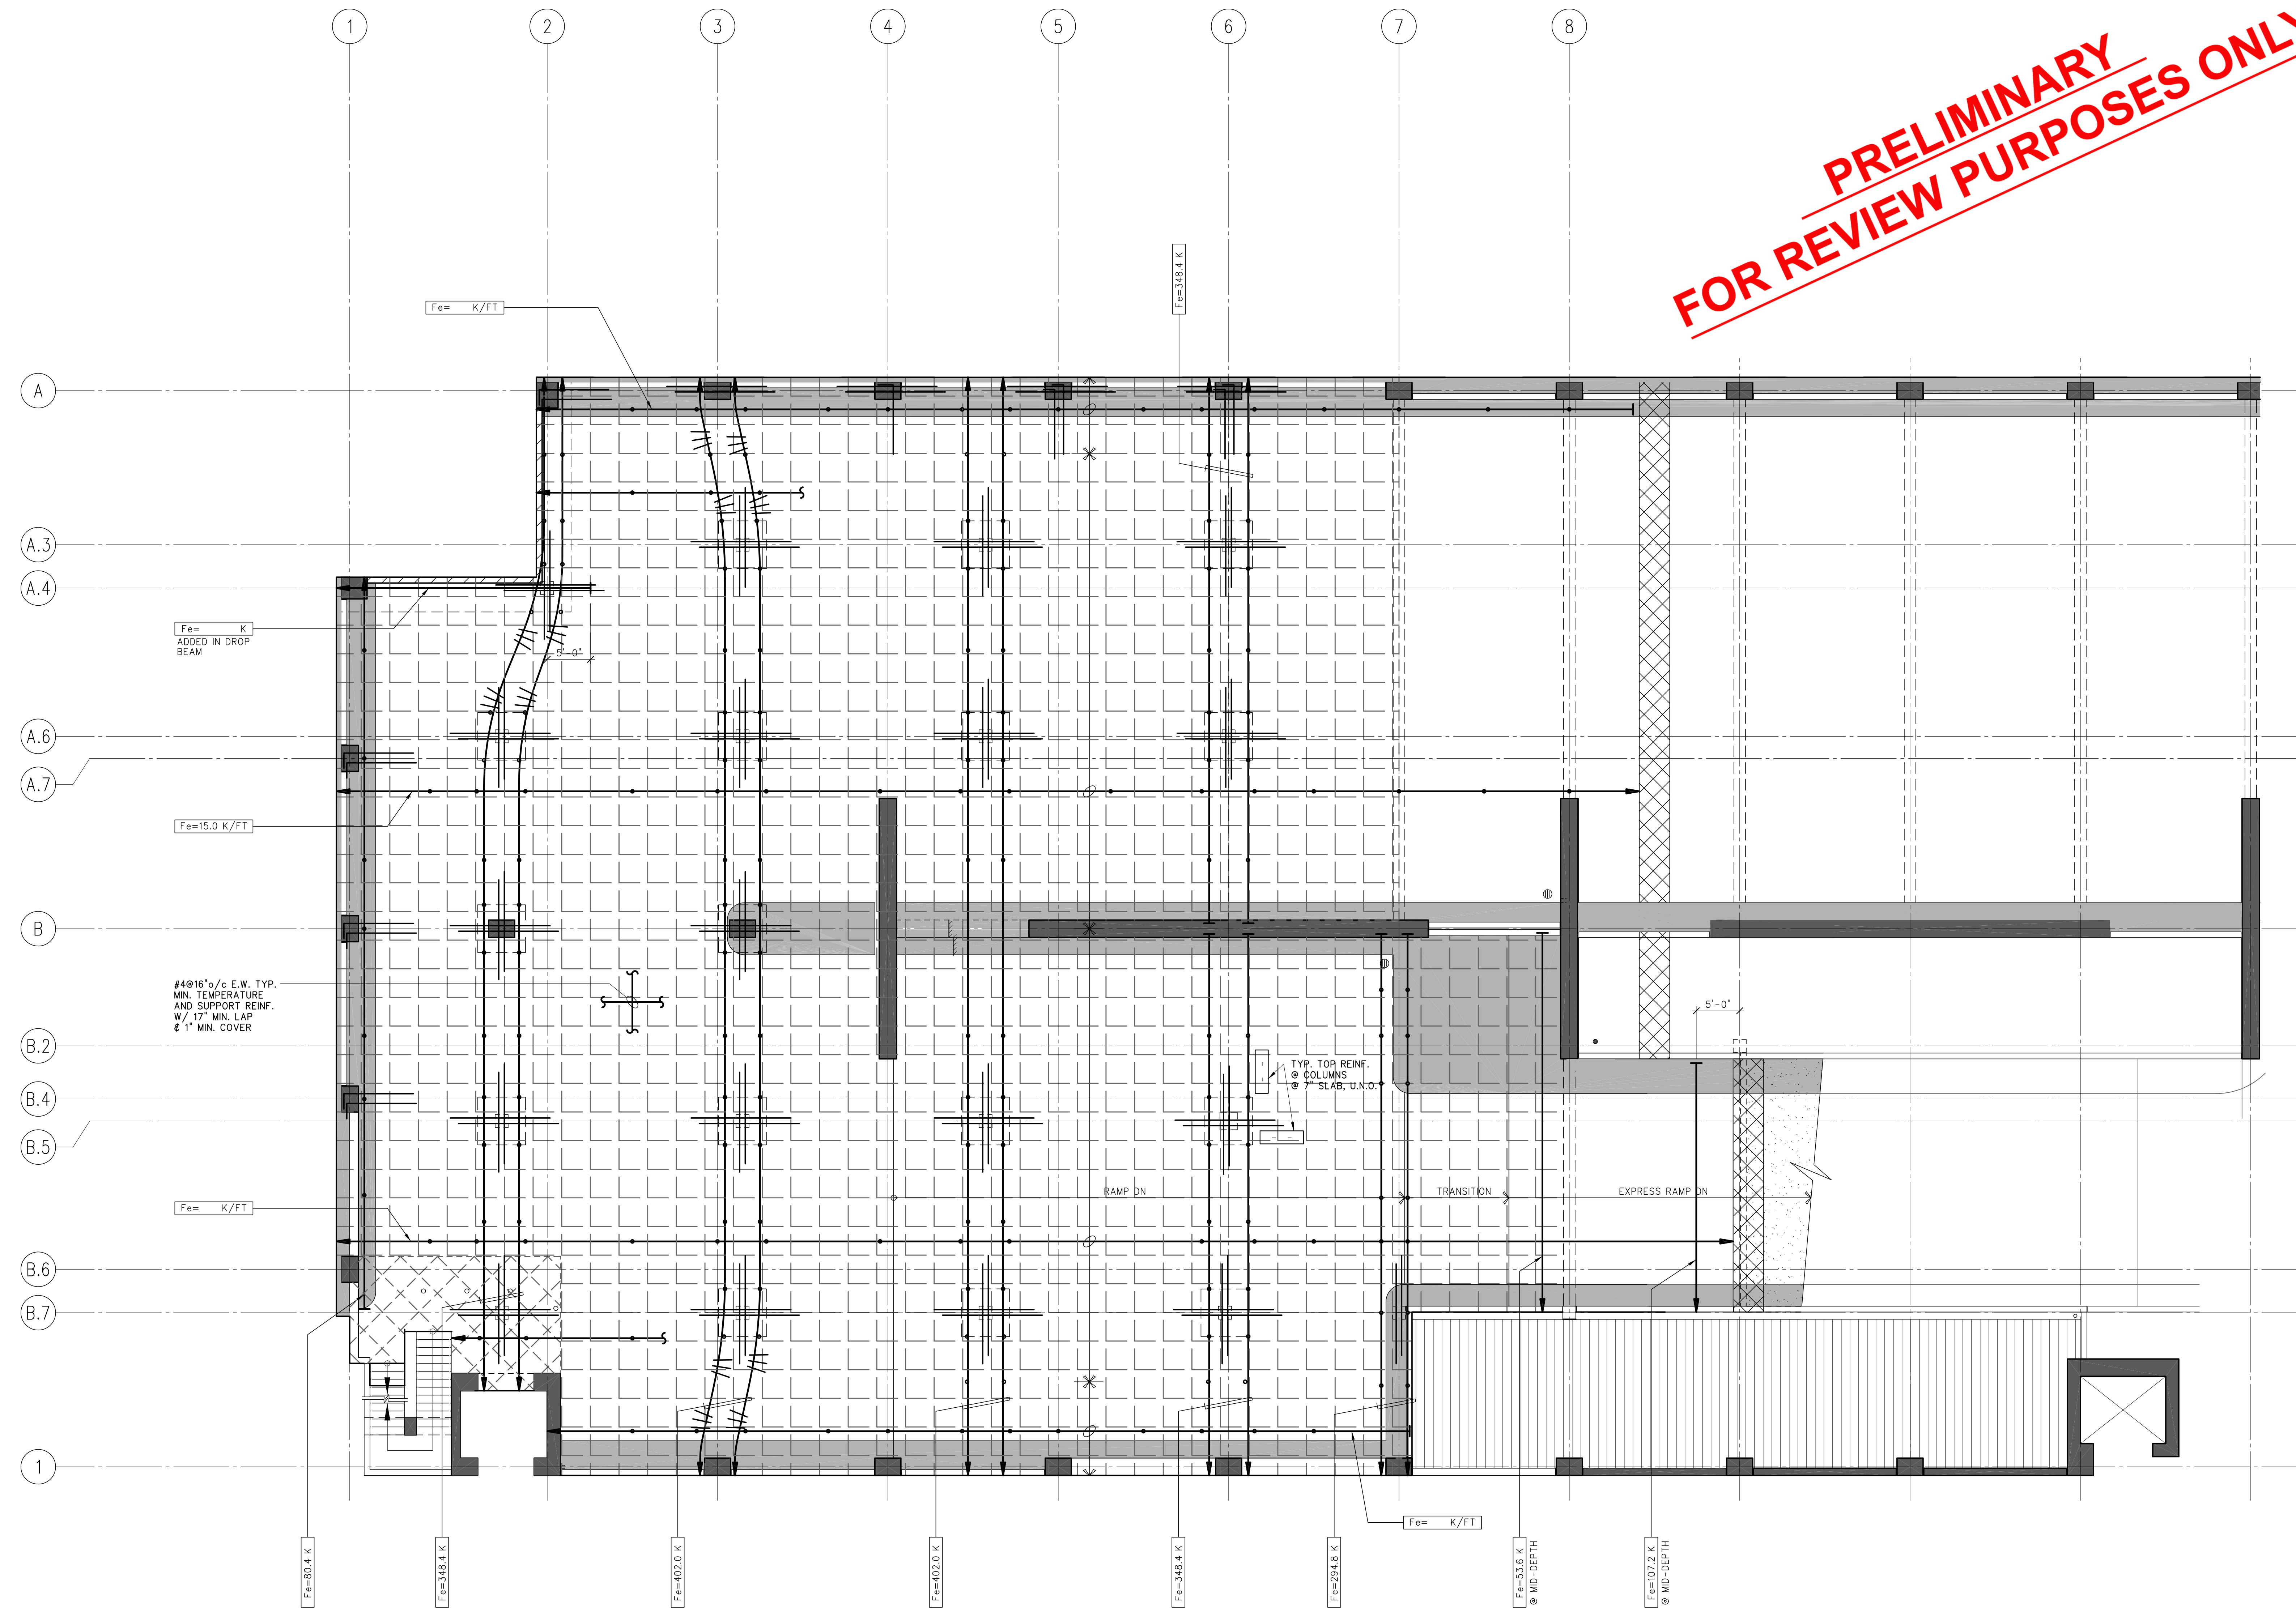 1 2 3 4 5 6 7 8
PRELIMINARY
FOR REVIEW PURPOSES ONLY
Fe=348.4 K
Fe= K/FT
A
A.3
A.4
Fe= K
ADDED IN DROP
BEAM
5'-0"
A.6
A.7
Fe=15.0 K/FT
B
#4@16"o/c E.W. TYP.
MIN. TEMPERATURE
AND SUPPORT REINF.
W/ 17" MIN. LAP
& 1" MIN. COVER
5'-0"
B.2
TYP. TOP REINF.
@ COLUMNS
@ 7" SLAB, U.N.O.
B.4
B.5
RAMP DN
TRANSITION
EXPRESS RAMP DN
Fe= K/FT
B.6
B.7
1
Fe= K/FT
Fe=80.4 K
Fe=348.4 K
Fe=402.0 K
Fe=402.0 K
Fe=348.4 K
Fe=294.8 K
Fe=53.6 K
@ MID-DEPTH
Fe=107.2 K
@ MID-DEPTH